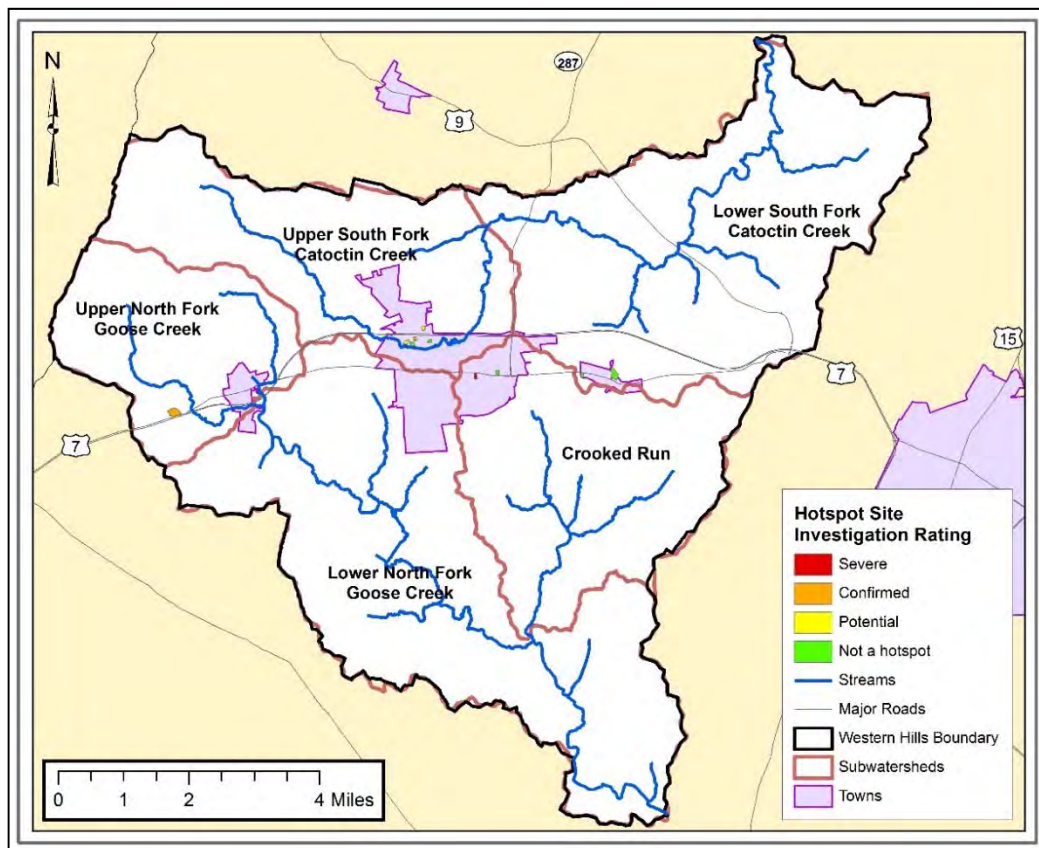 N
287
9
Lower South Fork
Catoctin Creek
Upper South Fork
Catoctin Creek
Upper North Fork
Goose Creek
15
7
7
Crooked Run
Lower North Fork
Goose Creek
Hotspot Site
Investigation Rating
Severe
Confirmed
Potential
Not a hotspot
Streams
Major Roads
Western Hills Boundary
Subwatersheds
Towns
0 1 2 4 Miles